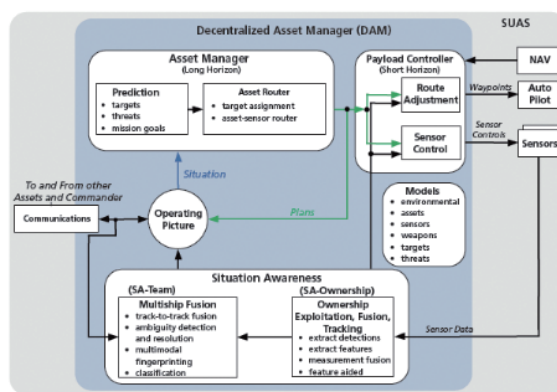 SUAS
Decentralized Asset Manager (DAM)
Asset Manager
(Long Horizon)
Prediction
• targets
• threats
• mission goals
Asset Router
• target assignment
• asset-sensor router
Payload Controller
(Short Horizon)
Route
Adjustment
Sensor
Control
NAV
Waypoints
Auto
Pilot
Sensor
Controls
Sensors
Situation
To and From other
Assets and Commander
Communications
Operating
Picture
Plans
Models
• environmental
• assets
• sensors
• weapons
• targets
• threats
Situation Awareness
(SA-Team)
Multiship Fusion
• track-to-track fusion
• ambiguity detection
and resolution
• multimodal
fingerprinting
• classification
(SA-Ownership)
Ownership
Exploitation, Fusion,
Tracking
• extract detections
• extract features
• measurement fusion
• feature aided
Sensor Data